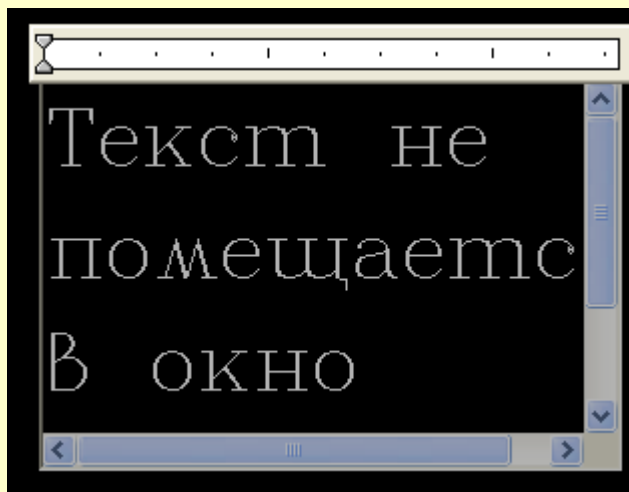 Текст не
помещаетс
в окно